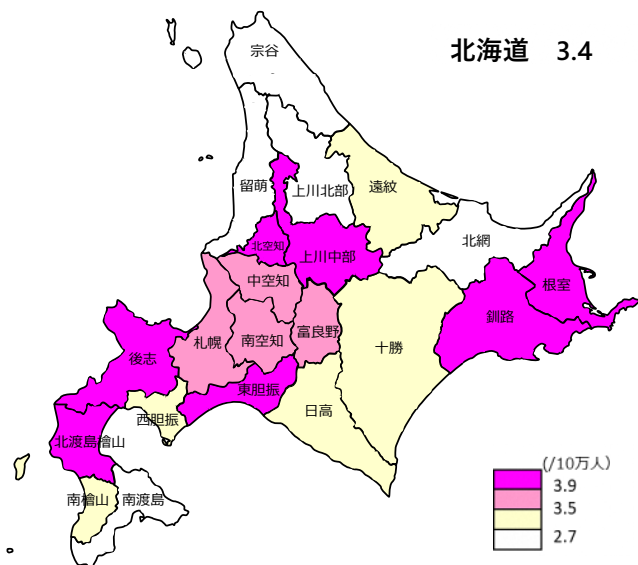 北海道 3.4
宗谷
留萌
上川北部
遠紋
北網
北空知
上川中部
中空知
根室
釧路
札幌
南空知
富良野
十勝
後志
東胆振
西胆振
日高
北渡島檜山
南檜山
南渡島
(/10万人)
3.9
3.5
2.7